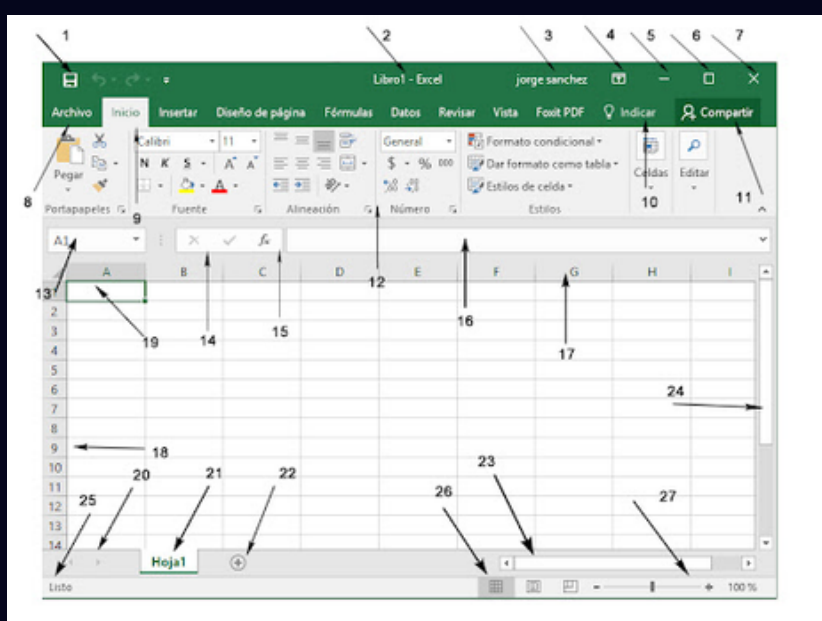 1 2 3 4 5 6 7
Libro1 - Excel jorge sanchez
Archivo Inicio Insertar Diseño de página Fórmulas Datos Revisar Vista Foxit PDF Indicar Compartir
Calibri 11 General Formato condicional
Pegar N K S A A $ % 000 Dar formato como tabla Celdas Editar
A Estilos de celda
8 9 10 11
Portapapeles Fuente Alineación Número Estilos
12
A1 fx
13 14 15 16 17
A B C D E F G H I
1
2
3
4
5
6
7
8
9
10
11
12
13
14
18 19 20 21 22 23 24 25 26 27
Hoja1
Listo 100 %